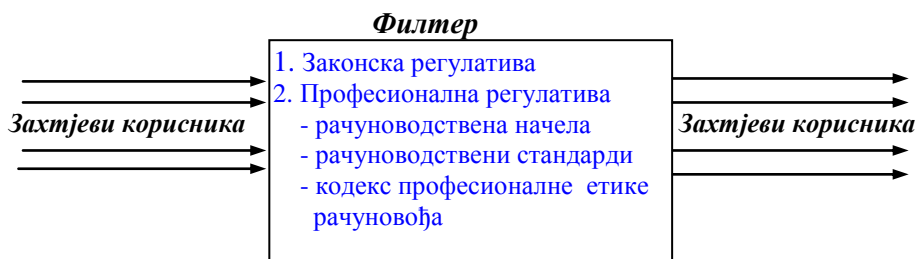 Филтер
1. Законска регулатива
2. Професионална регулатива
Захтјеви корисника
- рачуноводствена начела
Захтјеви корисника
- рачуноводствени стандарди
- кодекс професионалне етике
рачуновођа